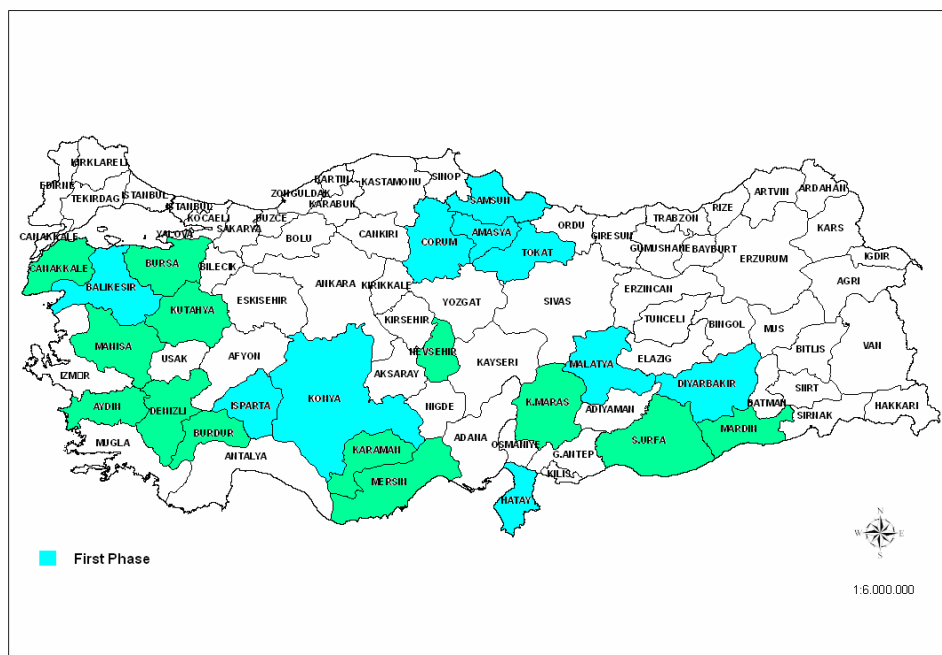 KIRKLARELI
EDIRNE
TEKIRDAG
ISTANBUL
ISTANBUL
KOCAELI
YALOVA
SAKARYA
DUZCE
ZONGULDAK
BARTIN
KARABUK
KASTAMONU
SINOP
SAMSUN
BOLU
CANKIRI
CORUM
AMASYA
TOKAT
ORDU
GIRESUN
TRABZON
GUMUSHANE
BAYBURT
RIZE
ARTVIN
ARDAHAN
KARS
IGDIR
AGRI
ERZURUM
ERZINCAN
CANAKKALE
CANAKKALE
BALIKESIR
BURSA
BILECIK
KUTAHYA
ESKISEHIR
ANKARA
KIRIKKALE
KIRSEHIR
YOZGAT
SIVAS
TUNCELI
BINGOL
MUS
BITLIS
VAN
MANISA
USAK
AFYON
IZMIR
AYDIN
DENIZLI
ISPARTA
BURDUR
MUGLA
ANTALYA
KONYA
AKSARAY
NEVSEHIR
KAYSERI
NIGDE
KARAMAN
MERSIN
ADANA
OSMANIYE
K.MARAS
MALATYA
ELAZIG
ADIYAMAN
G.ANTEP
KILIS
HATAY
S.URFA
DIYARBAKIR
BATMAN
MARDIN
SIIRT
SIRNAK
HAKKARI
N
W
E
S
First Phase
1:6.000.000